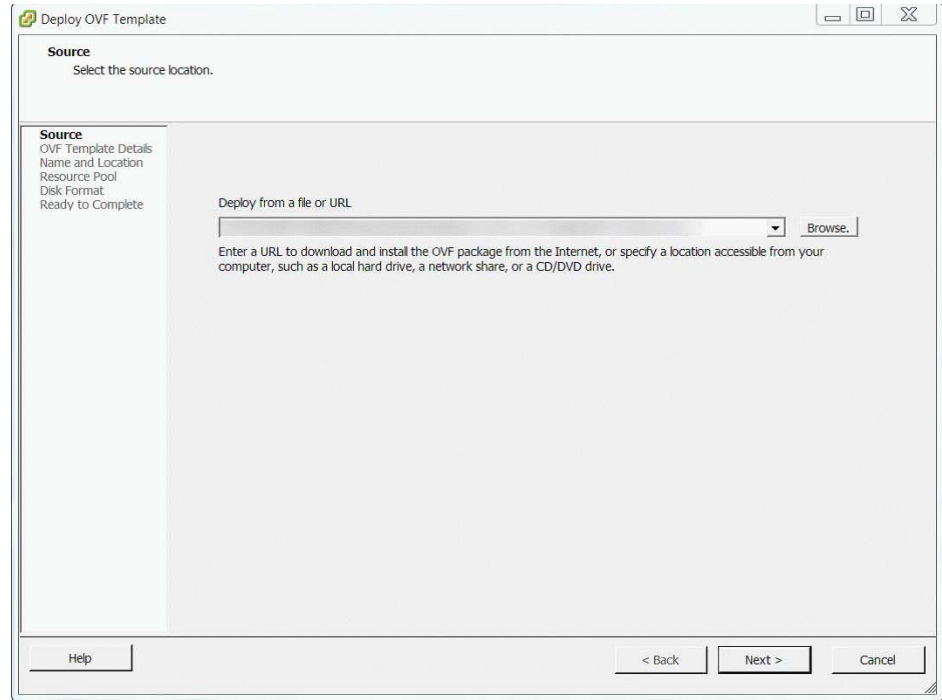 Deploy OVF Template
Source
Select the source location.
Source
OVF Template Details
Name and Location
Resource Pool
Disk Format
Ready to Complete
Deploy from a file or URL
Browse.
Enter a URL to download and install the OVF package from the Internet, or specify a location accessible from your
computer, such as a local hard drive, a network share, or a CD/DVD drive.
Help
< Back
Next >
Cancel